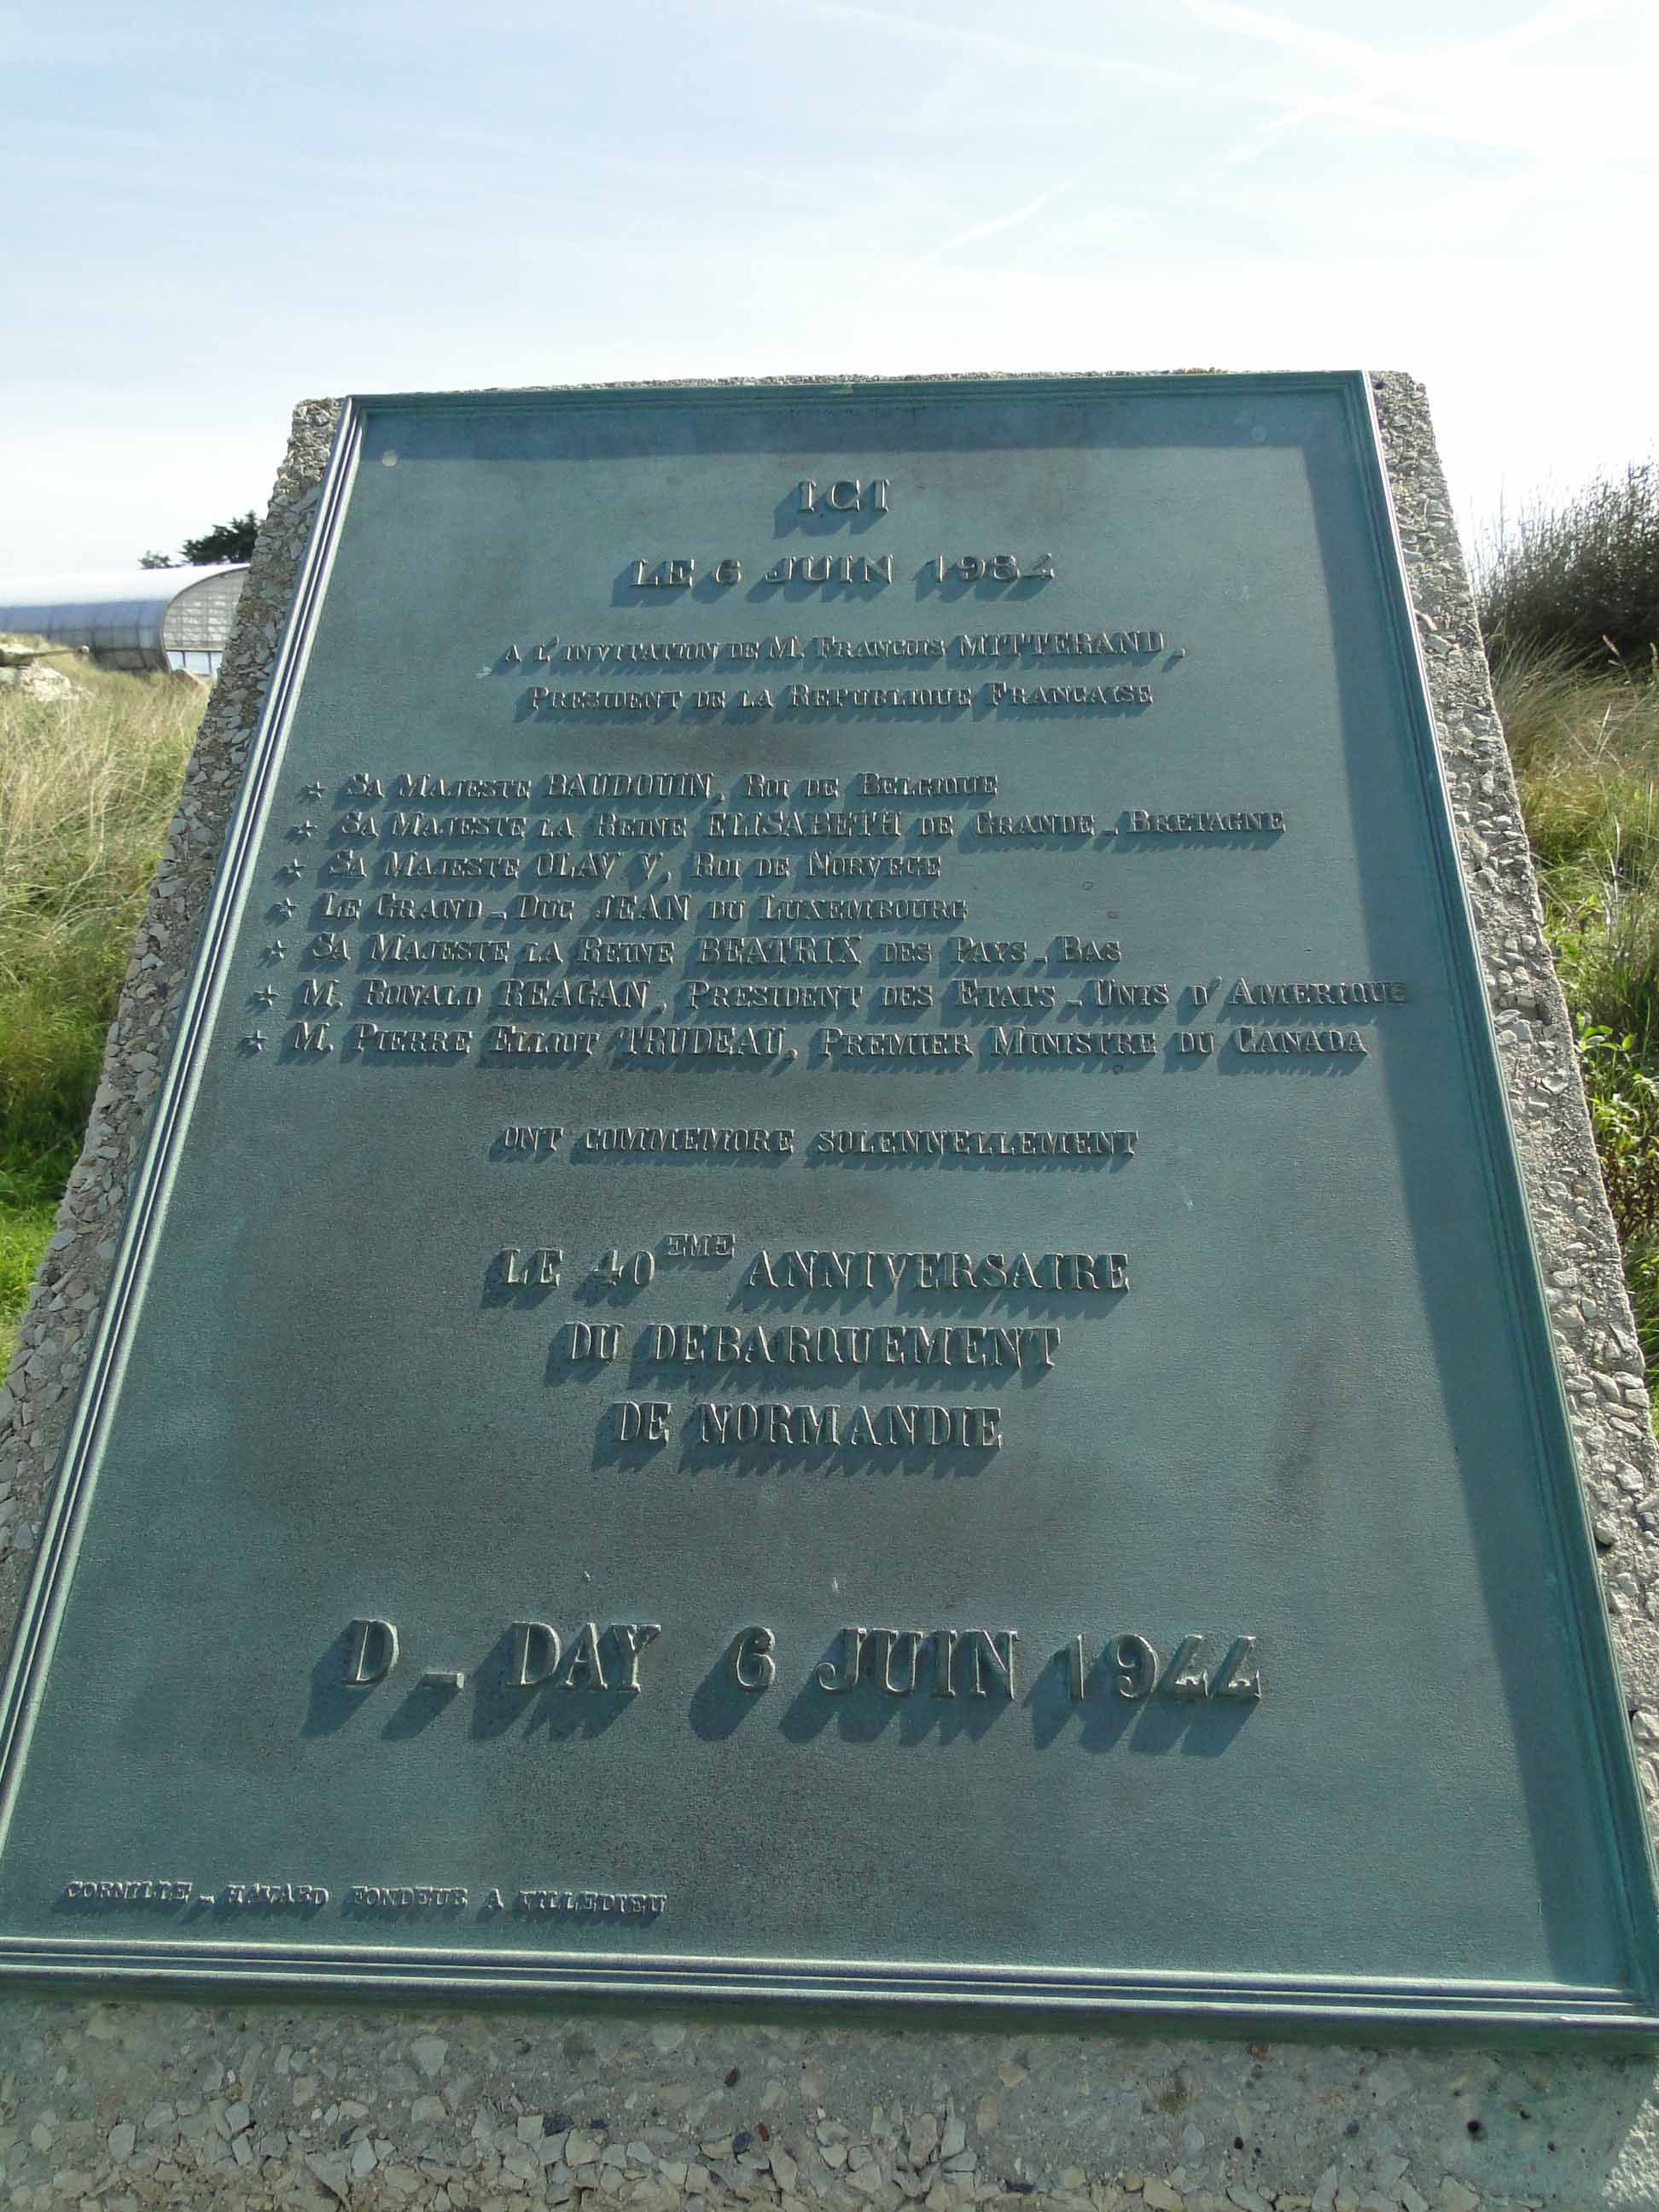 ICI
LE 6 JUIN 1984
A L'INVITATION DE M. FRANCOIS MITTERAND,
PRESIDENT DE LA REPUBLIQUE FRANCAISE
★ SA MAJESTE BAUDOUIN, ROI DE BELGIQUE
★ SA MAJESTE LA REINE ELISABETH DE GRANDE-BRETAGNE
★ SA MAJESTE OLAV V, ROI DE NORVEGE
★ LE GRAND-DUC JEAN DU LUXEMBOURG
★ SA MAJESTE LA REINE BEATRIX DES PAYS-BAS
★ M. RONALD REAGAN, PRESIDENT DES ETATS-UNIS D'AMERIQUE
★ M. PIERRE ELLIOT TRUDEAU, PREMIER MINISTRE DU CANADA
ONT COMMEMORE SOLENNELLEMENT
LE 40EME ANNIVERSAIRE
DU DEBARQUEMENT
DE NORMANDIE
D-DAY 6 JUIN 1944
CORNILLE-HAVARD FONDEUR A VILLEDIEU